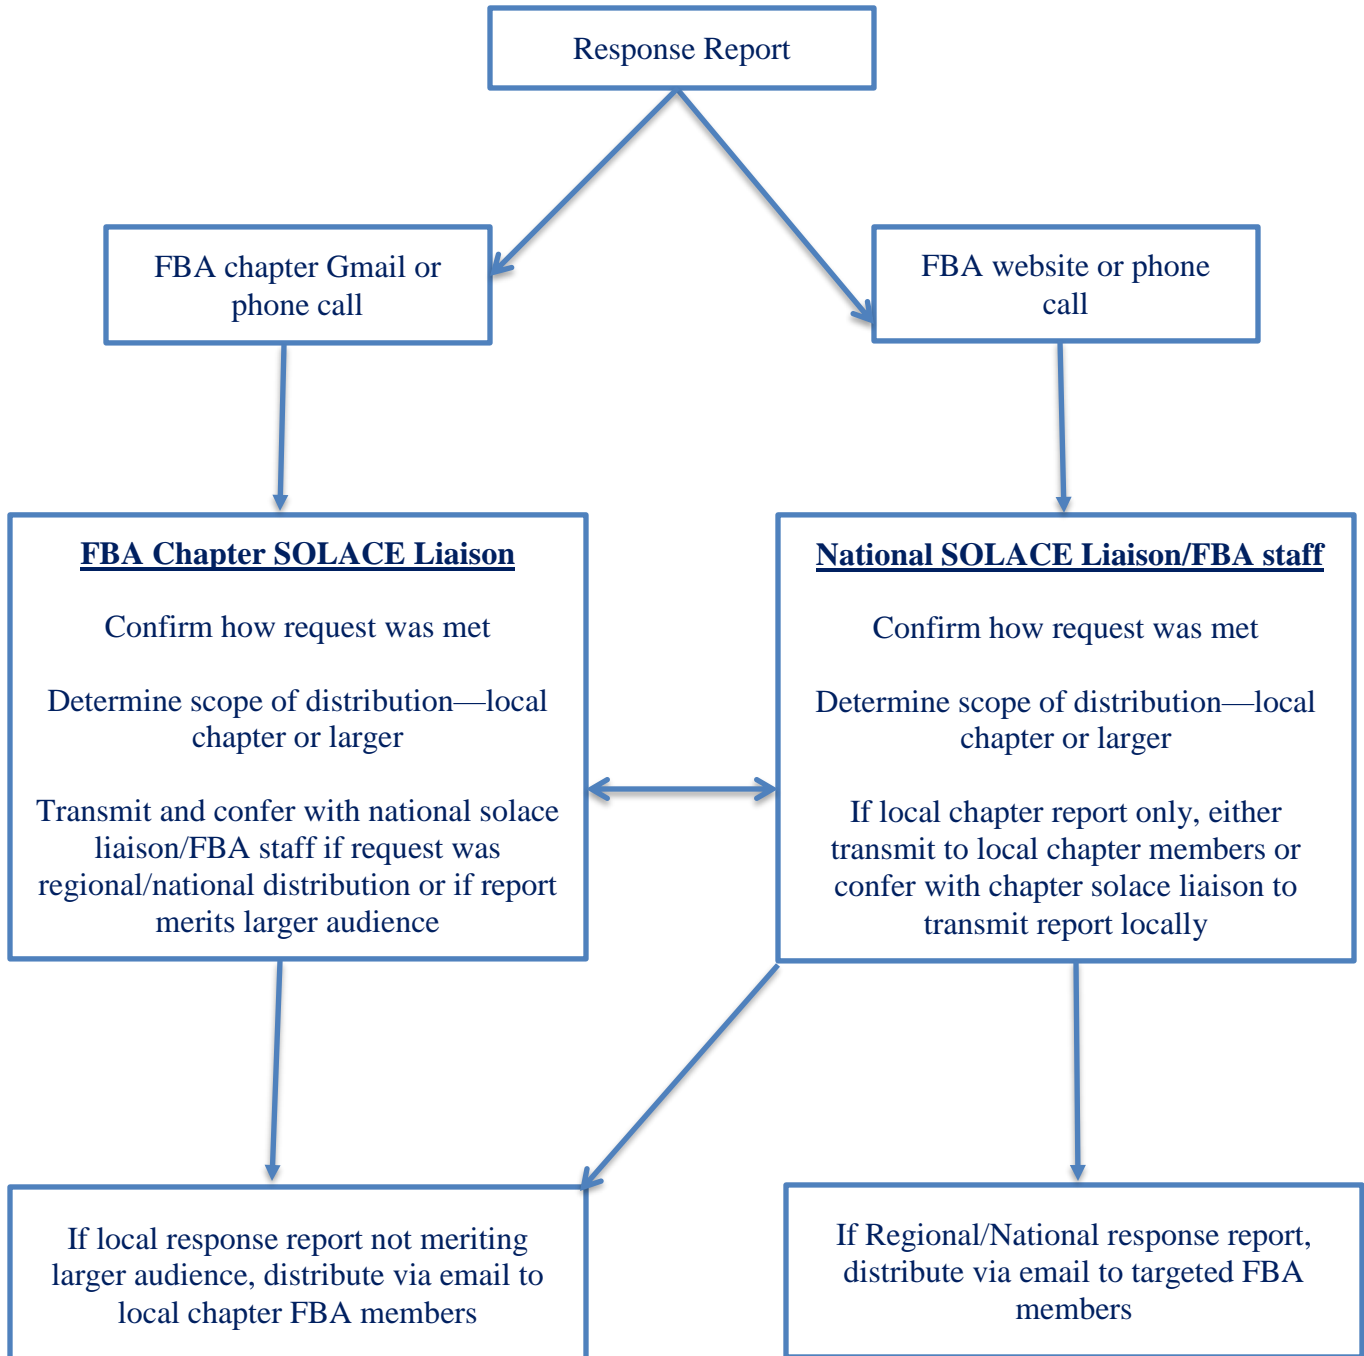 Response Report
FBA chapter Gmail or
phone call
FBA website or phone
call
FBA Chapter SOLACE Liaison
Confirm how request was met
Determine scope of distribution—local
chapter or larger
Transmit and confer with national solace
liaison/FBA staff if request was
regional/national distribution or if report
merits larger audience
National SOLACE Liaison/FBA staff
Confirm how request was met
Determine scope of distribution—local
chapter or larger
If local chapter report only, either
transmit to local chapter members or
confer with chapter solace liaison to
transmit report locally
If local response report not meriting
larger audience, distribute via email to
local chapter FBA members
If Regional/National response report,
distribute via email to targeted FBA
members